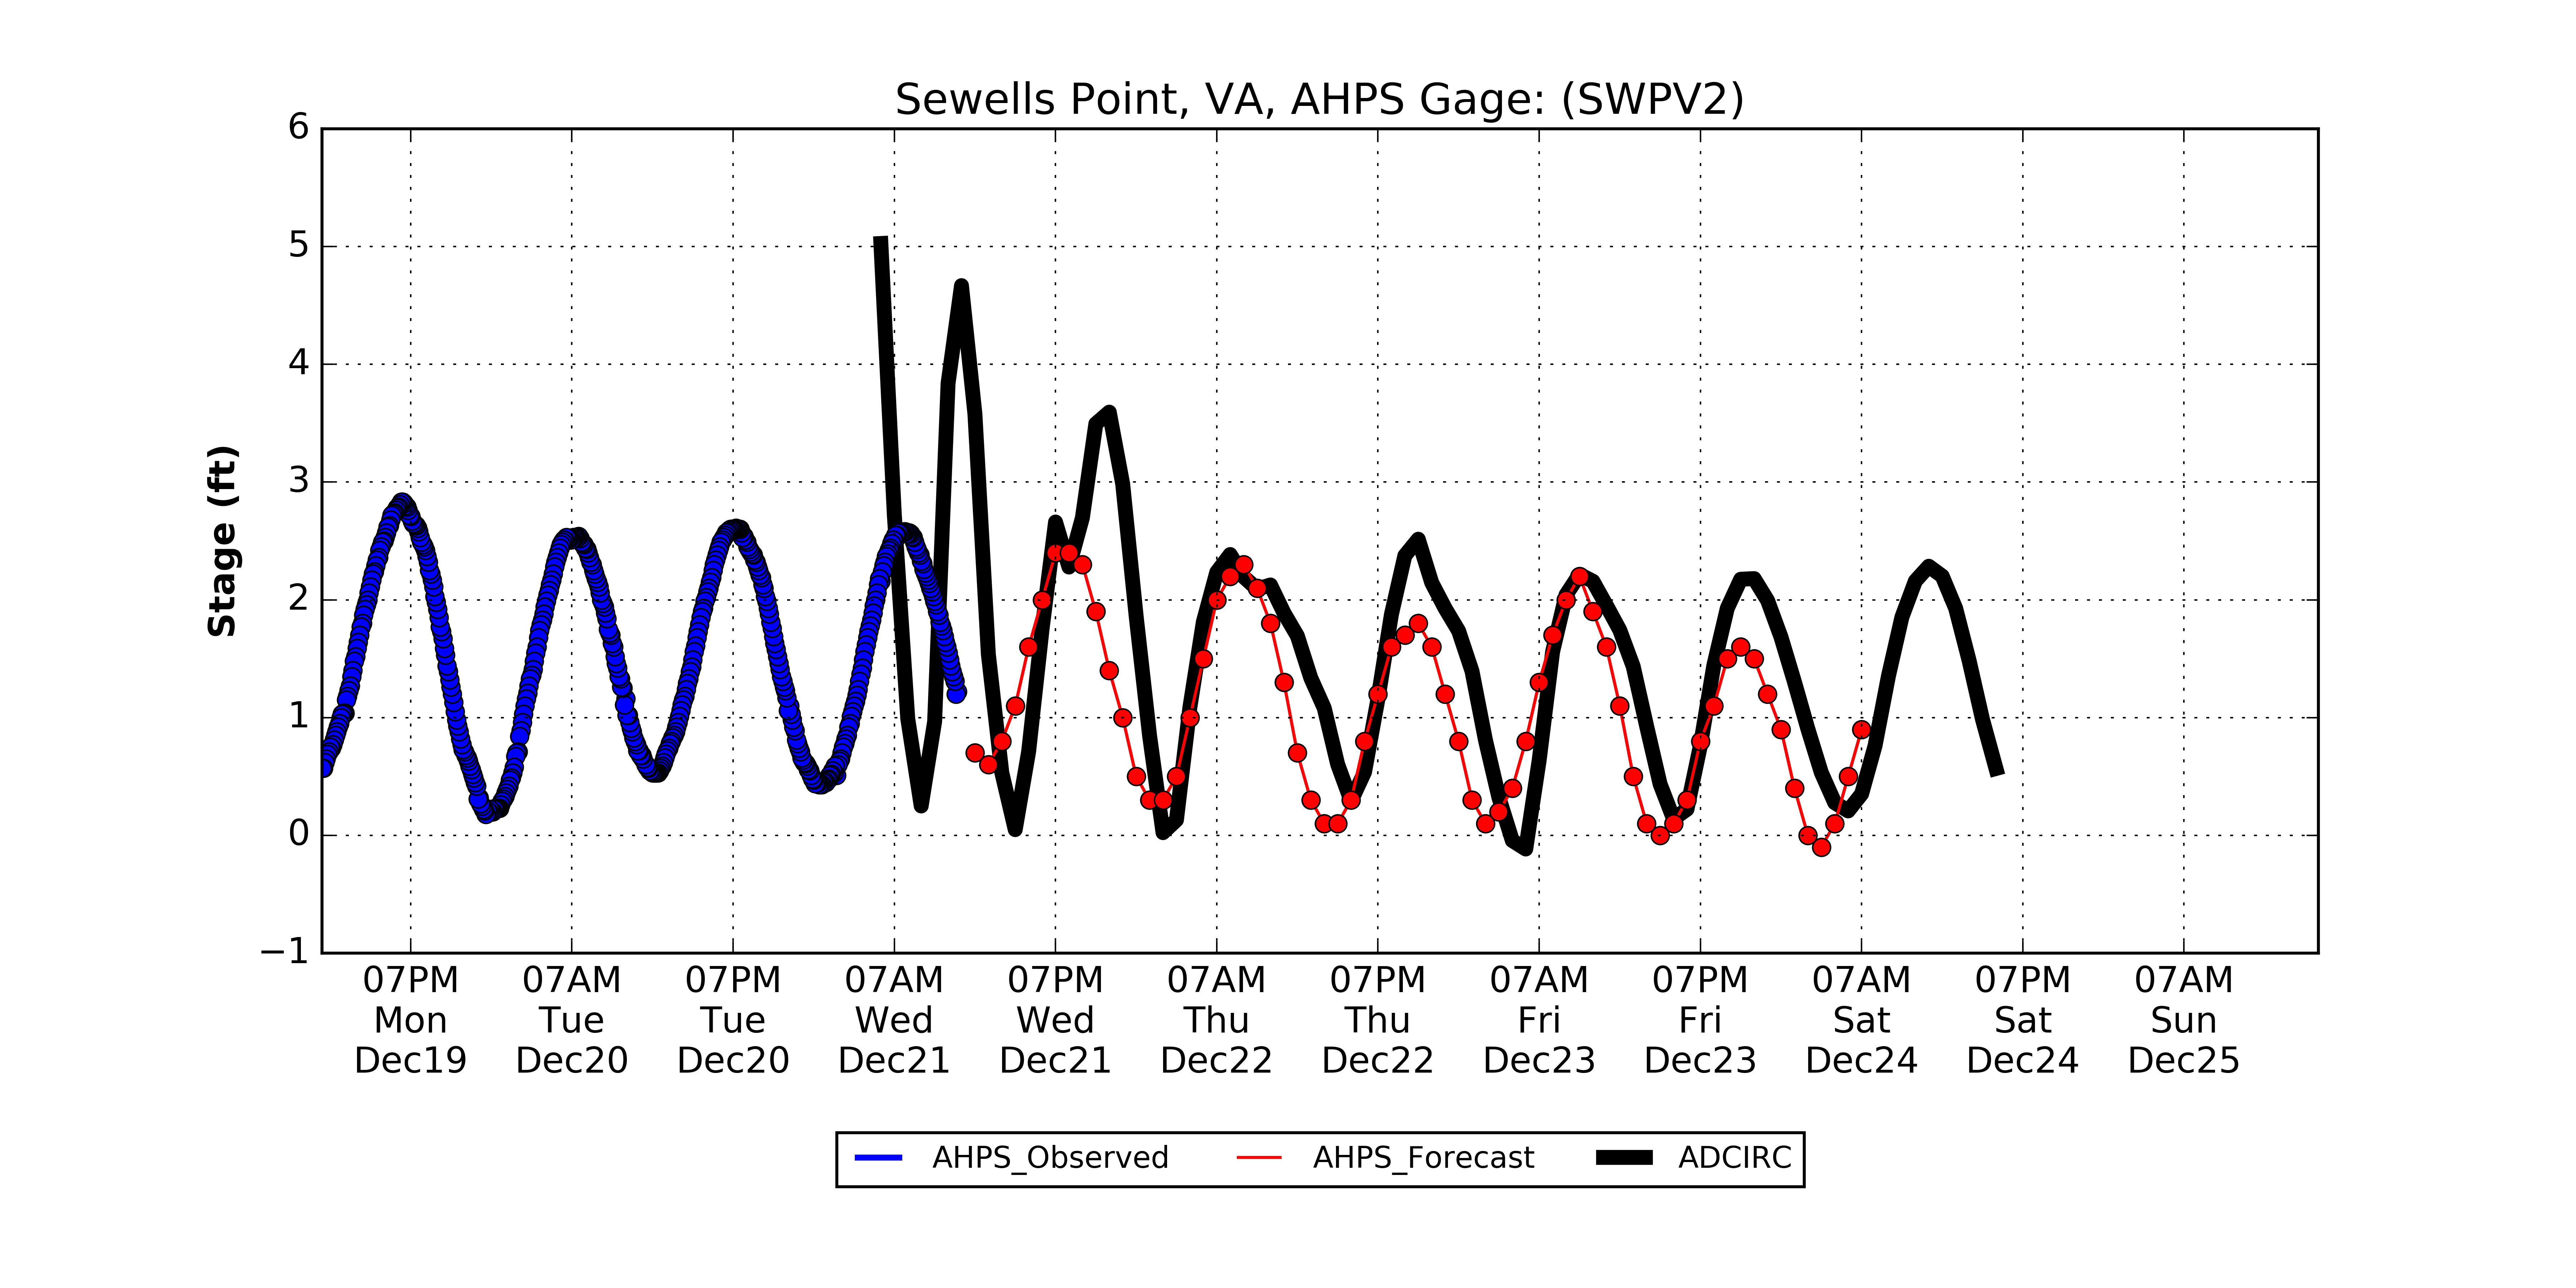 Sewells Point, VA, AHPS Gage: (SWPV2)
6
5
4
3
2
1
0
−1
Stage (ft)
07PM 07AM 07PM 07AM 07PM 07AM 07PM 07AM 07PM 07AM 07PM 07AM
Mon Tue Tue Wed Wed Thu Thu Fri Fri Sat Sat Sun
Dec19 Dec20 Dec20 Dec21 Dec21 Dec22 Dec22 Dec23 Dec23 Dec24 Dec24 Dec25
AHPS_Observed AHPS_Forecast ADCIRC